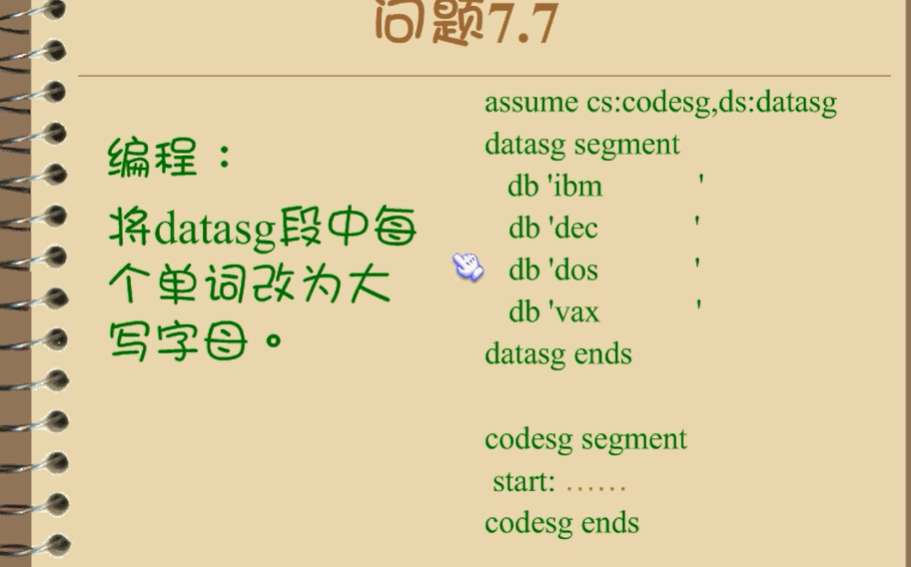 问题7.7
编程：
将datasg段中每
个单词改为大
写字母。
assume cs:codesg,ds:datasg
datasg segment
db 'ibm             '
db 'dec             '
db 'dos             '
db 'vax             '
datasg ends
codesg segment
start: ……
codesg ends